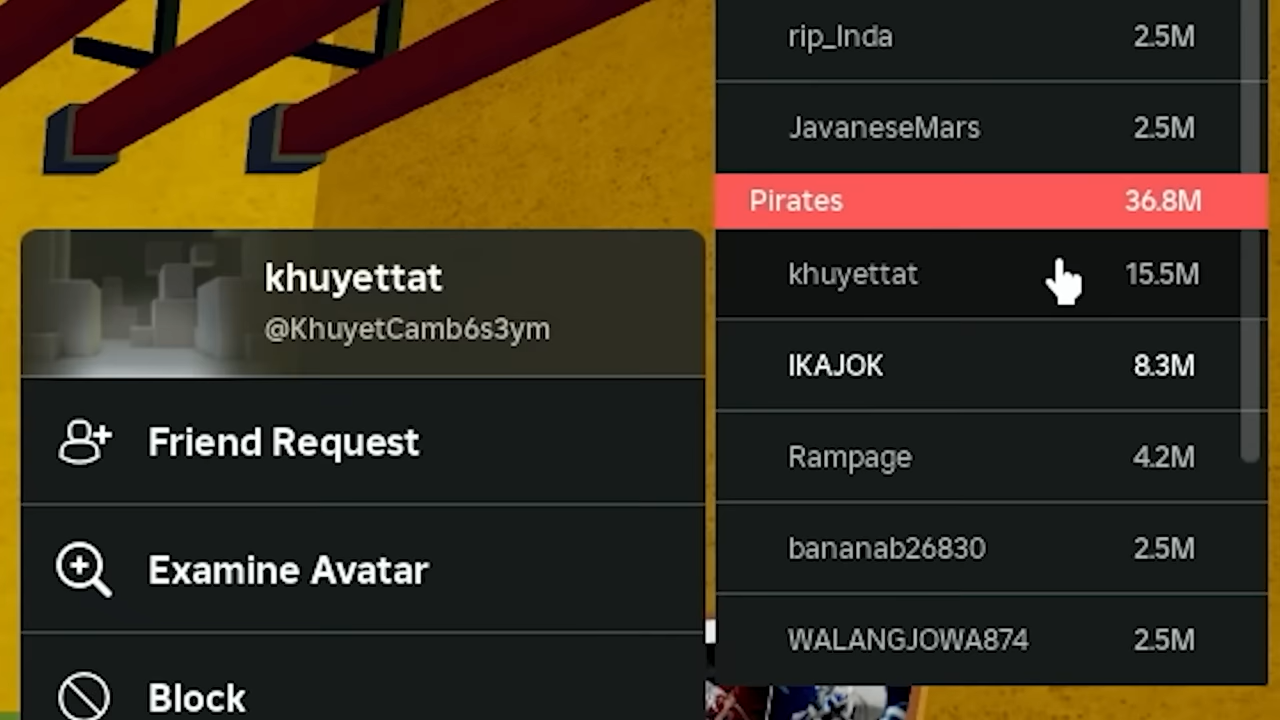 rip_Inda 2.5M
JavaneseMars 2.5M
Pirates 36.8M
khuyettat 15.5M
IKAJOK 8.3M
Rampage 4.2M
bananab26830 2.5M
WALANGJOWA874 2.5M
khuyettat
@KhuyetCamb6s3ym
Friend Request
Examine Avatar
Block